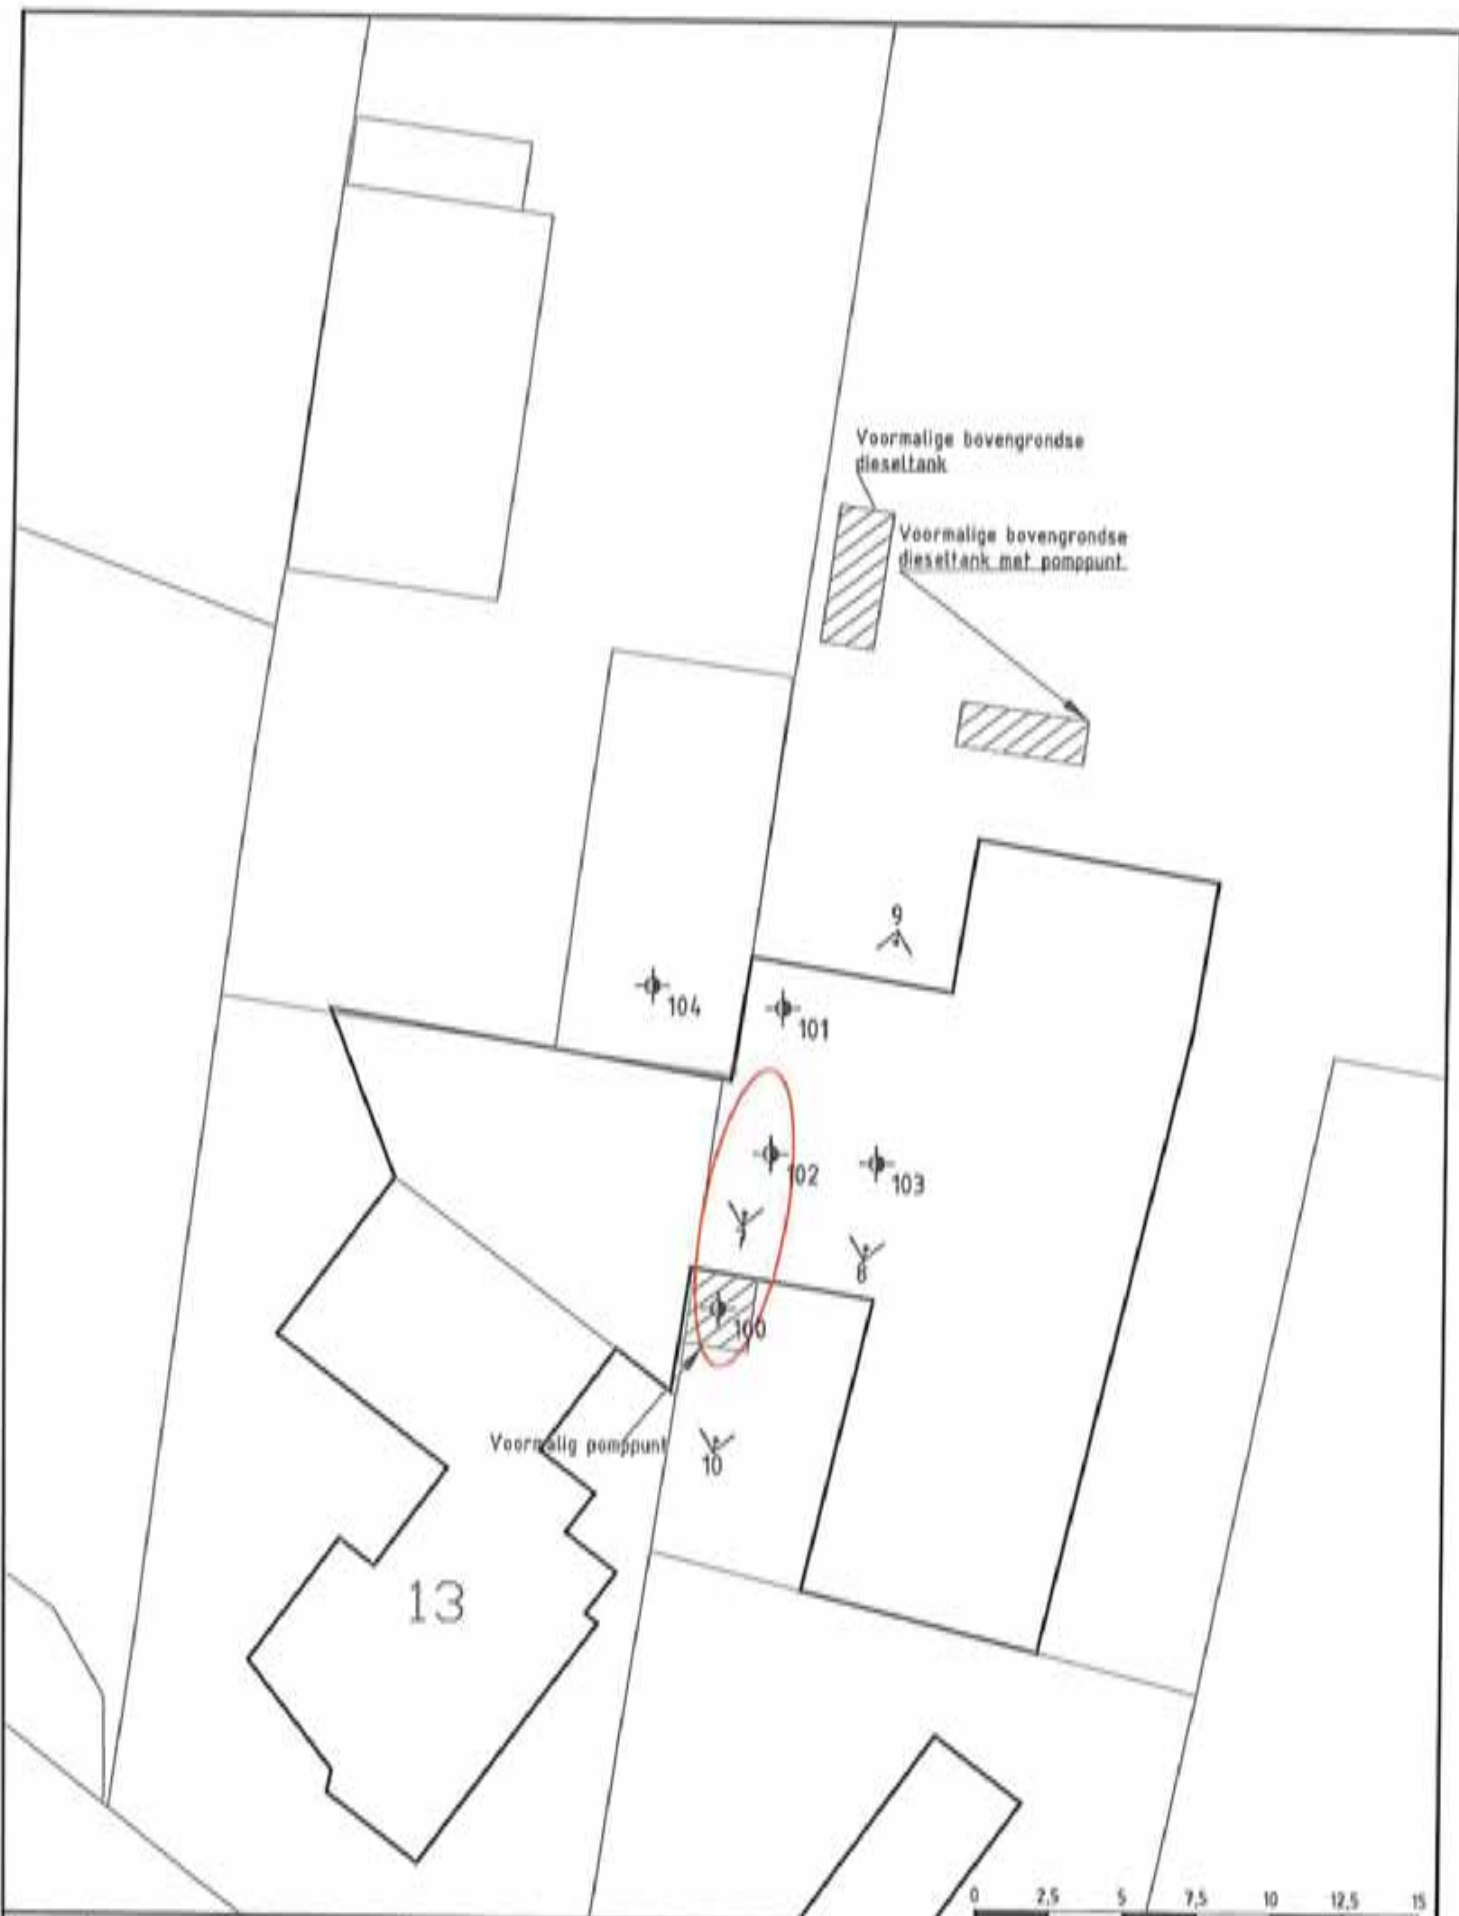 Voormalige bovengrondse
dieseltank
Voormalige bovengrondse
dieseltank met pomppunt
9
104
101
102
103
7
8
100
Voormalig pomppunt
10
13
0 2,5 5 7,5 10 12,5 15